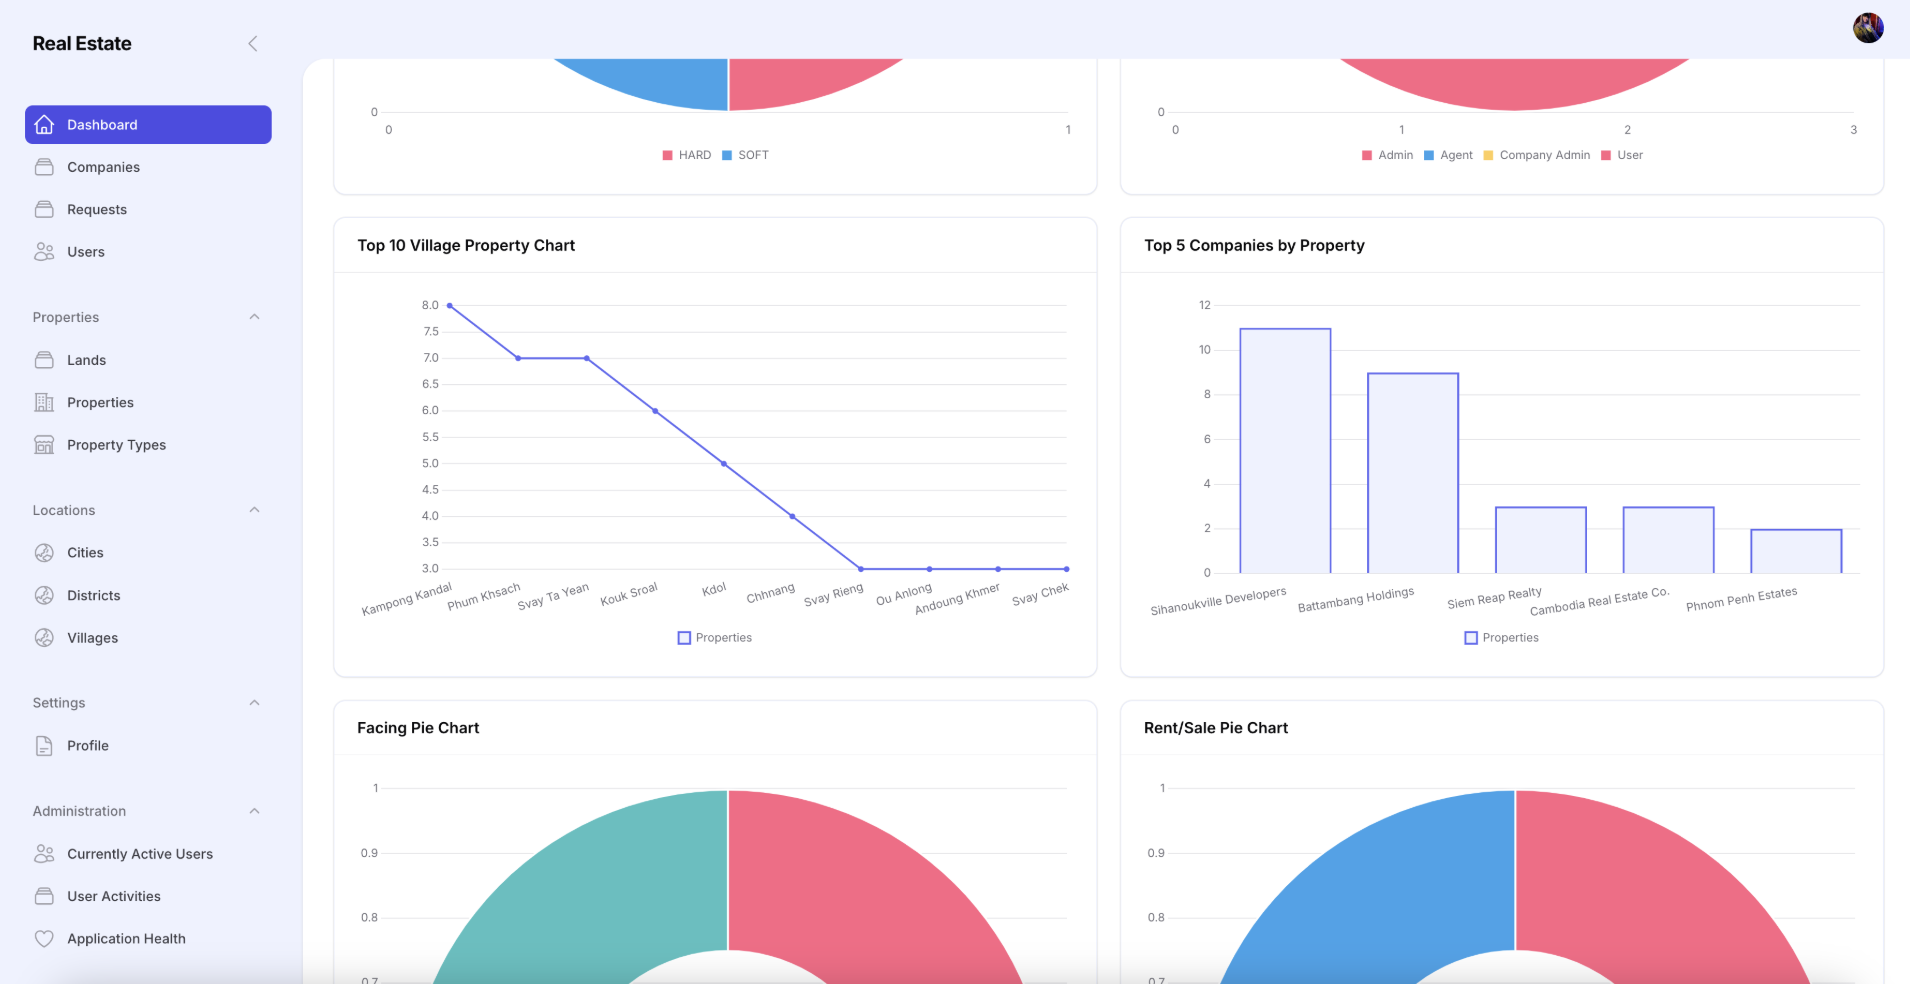 Real Estate
Dashboard
Companies
Requests
Users
Properties
Lands
Properties
Property Types
Locations
Cities
Districts
Villages
Settings
Profile
Administration
Currently Active Users
User Activities
Application Health
0
0 1
HARD SOFT
0
0 1 2 3
Admin Agent Company Admin User
Top 10 Village Property Chart
8.0
7.5
7.0
6.5
6.0
5.5
5.0
4.5
4.0
3.5
3.0
Kampong Kandal Phum Khsach Svay Ta Yean Kouk Sroal Kdol Chhnang Svay Rieng Ou Anlong Andoung Khmer Svay Chek
Properties
Top 5 Companies by Property
12
10
8
6
4
2
0
Sihanoukville Developers Battambang Holdings Siem Reap Realty Cambodia Real Estate Co. Phnom Penh Estates
Properties
Facing Pie Chart
1
0.9
0.8
0.7
Rent/Sale Pie Chart
1
0.9
0.8
0.7